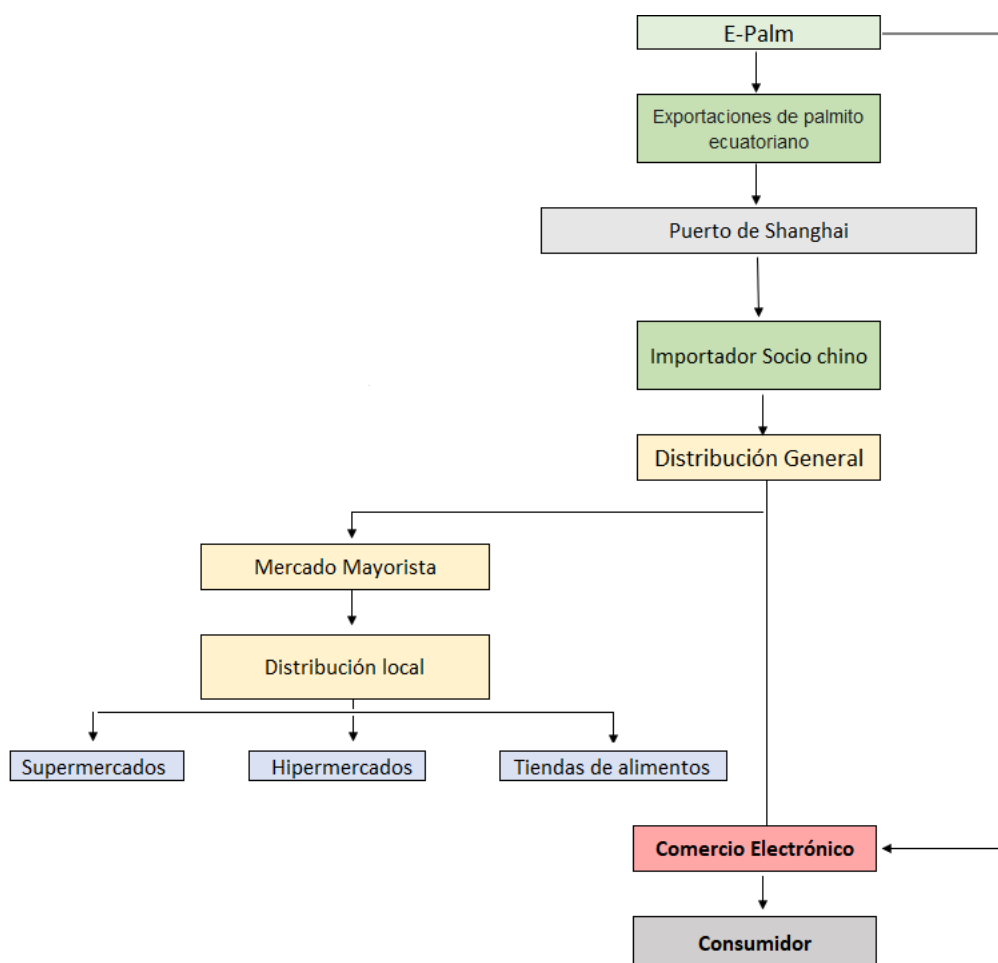 E-Palm
Exportaciones de palmito
ecuatoriano
Puerto de Shanghai
Importador Socio chino
Distribución General
Mercado Mayorista
Distribución local
Supermercados
Hipermercados
Tiendas de alimentos
Comercio Electrónico
Consumidor